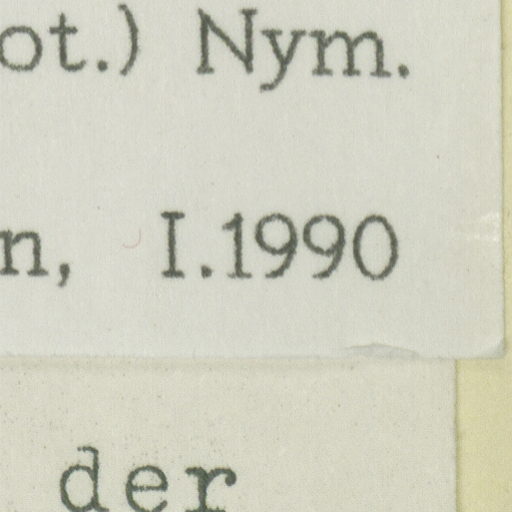 ot.) Nym.
n, I.1990
der